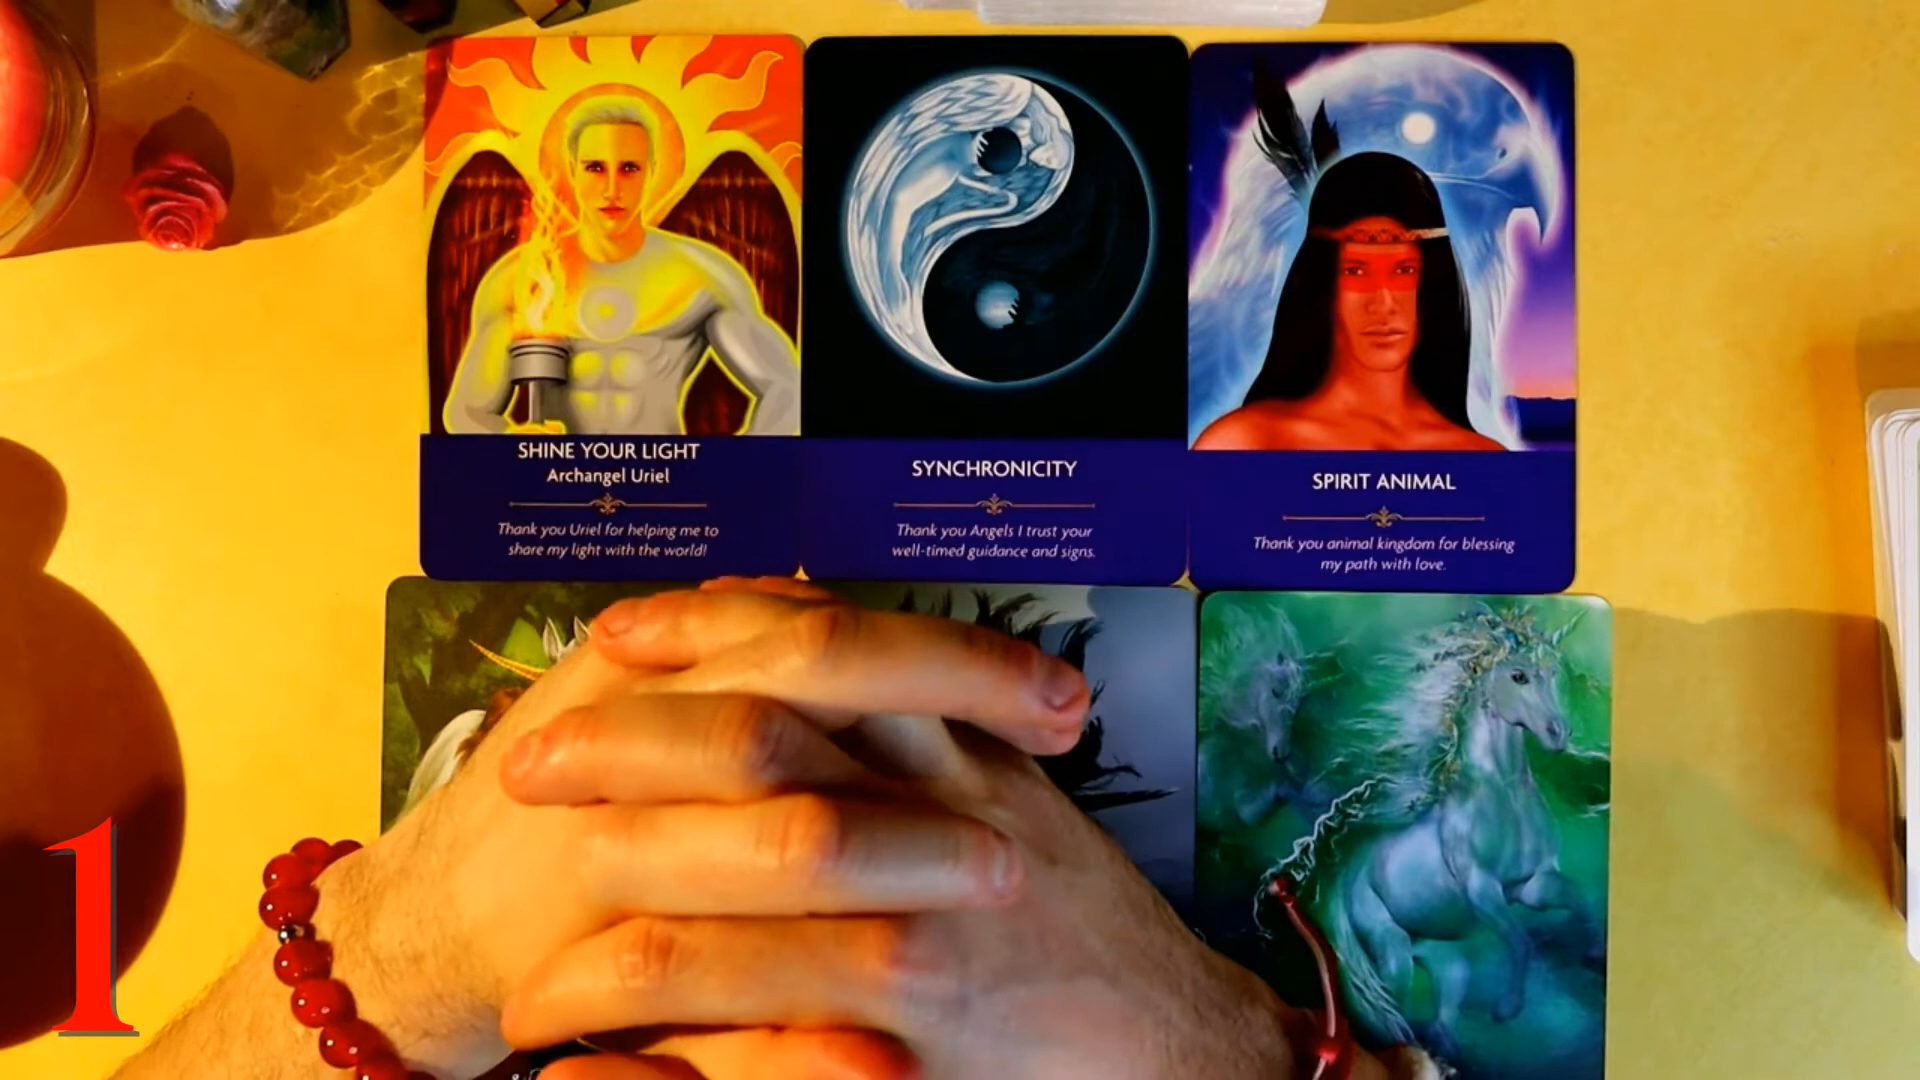 SHINE YOUR LIGHT
Archangel Uriel
Thank you Uriel for helping me to
share my light with the world!
SYNCHRONICITY
Thank you Angels I trust your
well-timed guidance and signs.
SPIRIT ANIMAL
Thank you animal kingdom for blessing
my path with love.
1